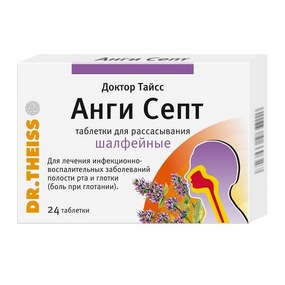 Доктор Тайсс
Анги Септ
таблетки для рассасывания
шалфейные
Для лечения инфекционно-
воспалительных заболеваний
полости рта и глотки
(боль при глотании).
24 таблетки
DR.THEISS